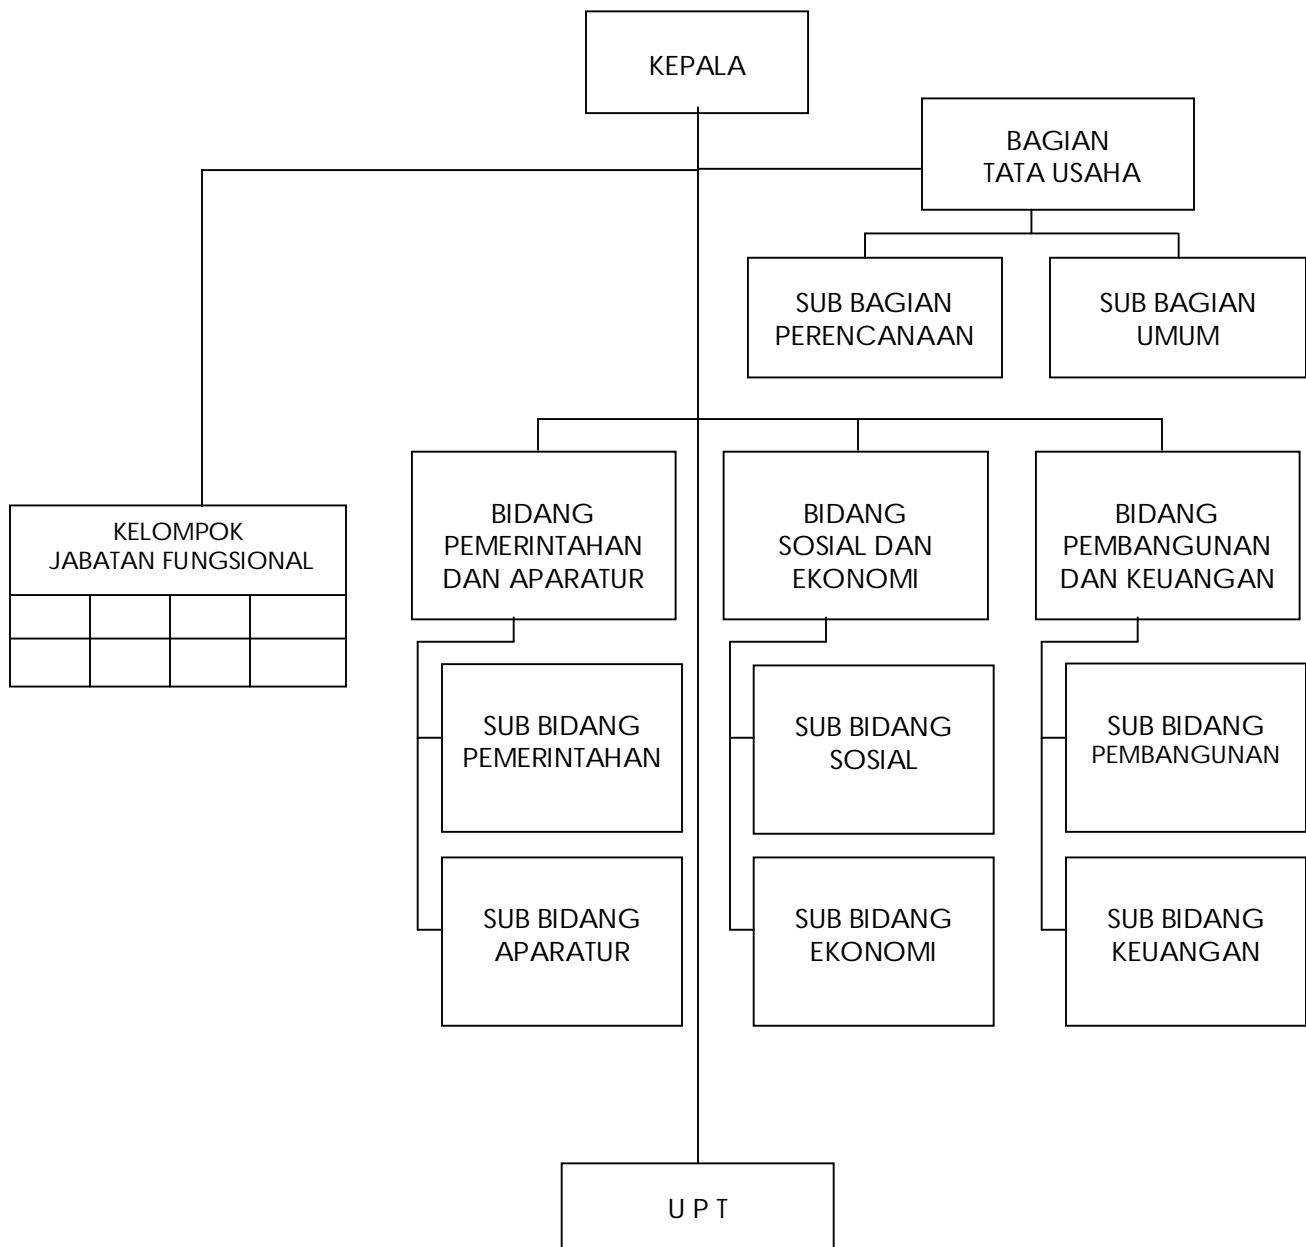 KEPALA
BAGIAN
TATA USAHA
SUB BAGIAN
PERENCANAAN
SUB BAGIAN
UMUM
KELOMPOK
JABATAN FUNGSIONAL
BIDANG
PEMERINTAHAN
DAN APARATUR
BIDANG
SOSIAL DAN
EKONOMI
BIDANG
PEMBANGUNAN
DAN KEUANGAN
SUB BIDANG
PEMERINTAHAN
SUB BIDANG
SOSIAL
SUB BIDANG
PEMBANGUNAN
SUB BIDANG
APARATUR
SUB BIDANG
EKONOMI
SUB BIDANG
KEUANGAN
U P T